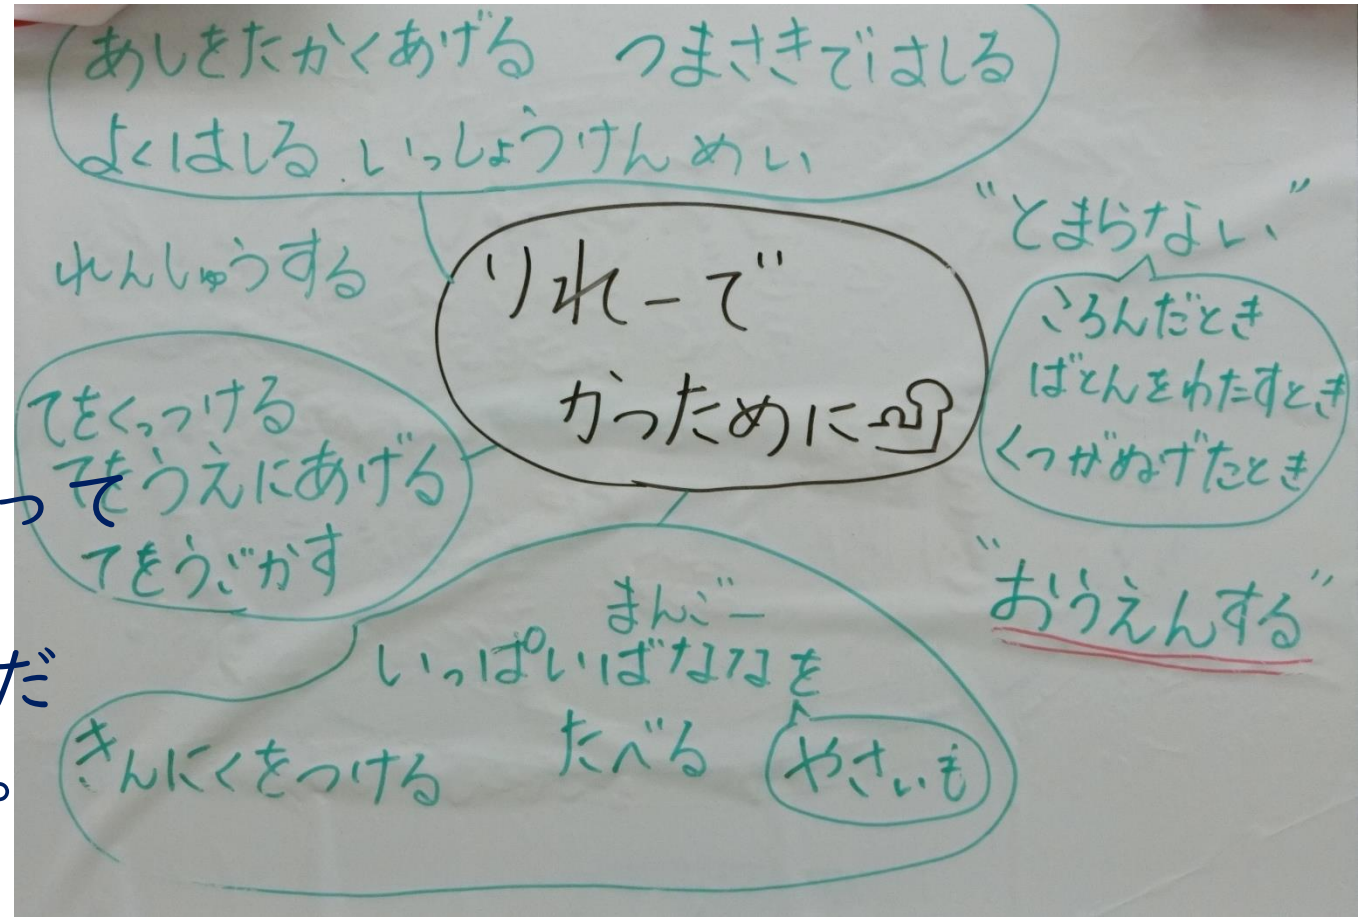 あしをたかくあげる つまさきではしる
よくはしる いっしょうけんめい
"とまらない"
ころんだとき
ばとんをわたすとき
くつがぬげたとき
れんしゅうする
りれーで
かつために
てをくっつける
てをうえにあげる
てをうごかす
"おうえんする"
まんごー
いっぱいばななを
たべる
やさいも
きんにくをつける
って
だ
。